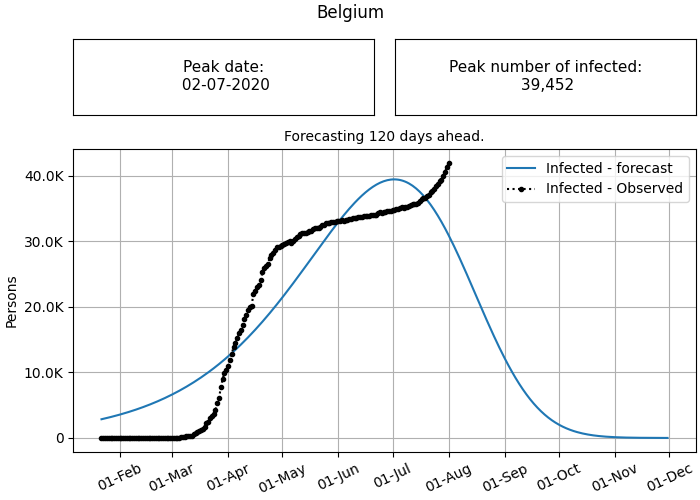 Belgium
Peak date:
02-07-2020
Peak number of infected:
39,452
Forecasting 120 days ahead.
Infected - forecast
Infected - Observed
40.0K
30.0K
20.0K
10.0K
0
Persons
01-Feb
01-Mar
01-Apr
01-May
01-Jun
01-Jul
01-Aug
01-Sep
01-Oct
01-Nov
01-Dec